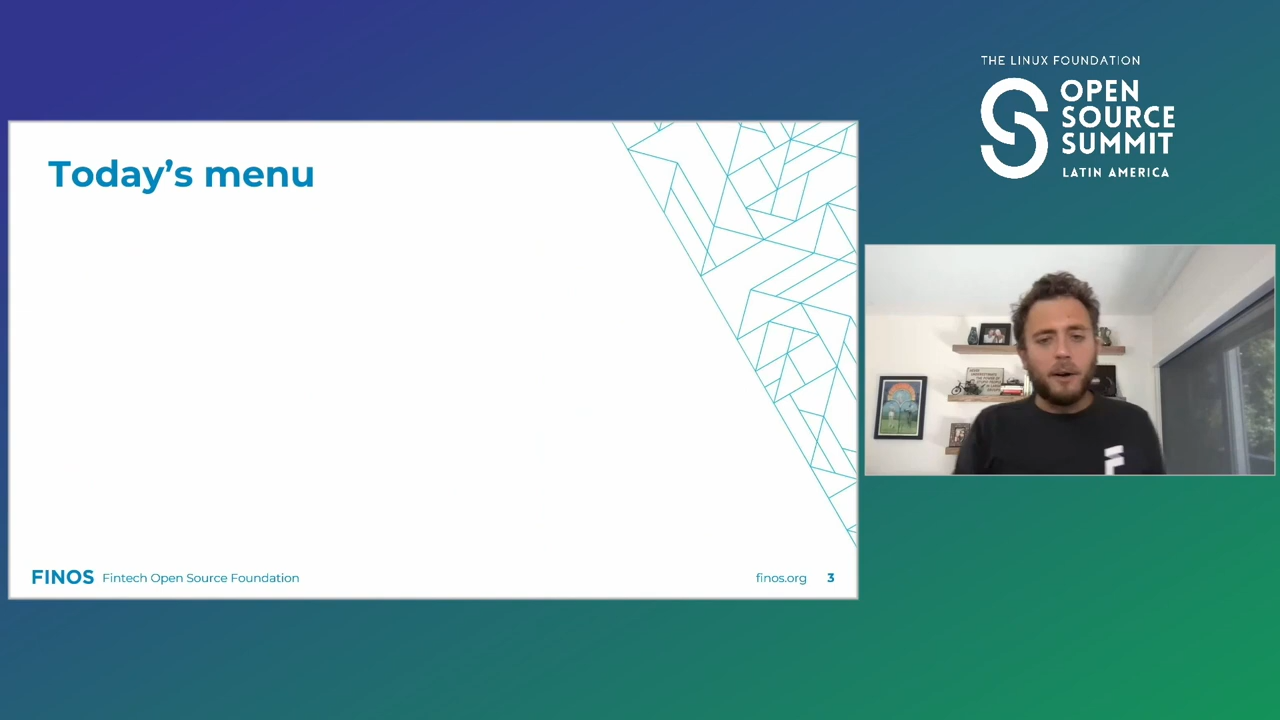 THE LINUX FOUNDATION
OPEN
SOURCE
SUMMIT
LATIN AMERICA
Today's menu
FINOS Fintech Open Source Foundation
finos.org 3